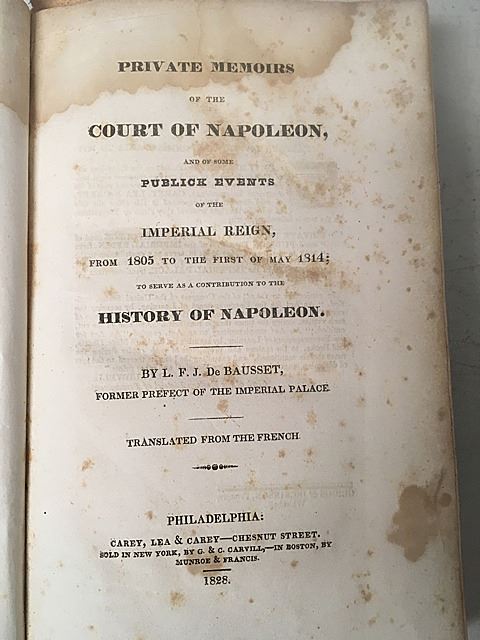 PRIVATE MEMOIRS
OF THE
COURT OF NAPOLEON,
AND OF SOME
PUBLICK EVENTS
OF THE
IMPERIAL REIGN,
FROM 1805 TO THE FIRST OF MAY 1814;
TO SERVE AS A CONTRIBUTION TO THE
HISTORY OF NAPOLEON.
BY L. F. J. De BAUSSET,
FORMER PREFECT OF THE IMPERIAL PALACE.
TRANSLATED FROM THE FRENCH.
PHILADELPHIA:
CAREY, LEA & CAREY—CHESNUT STREET.
SOLD IN NEW YORK, BY G. & C. CARVILL,—IN BOSTON, BY
MUNROE & FRANCIS.
1828.